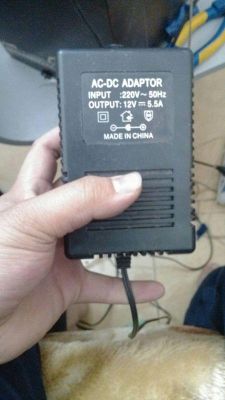 AC-DC ADAPTOR
INPUT :220V~ 50Hz
OUTPUT:12V⎓ 5.5A
MADE IN CHINA